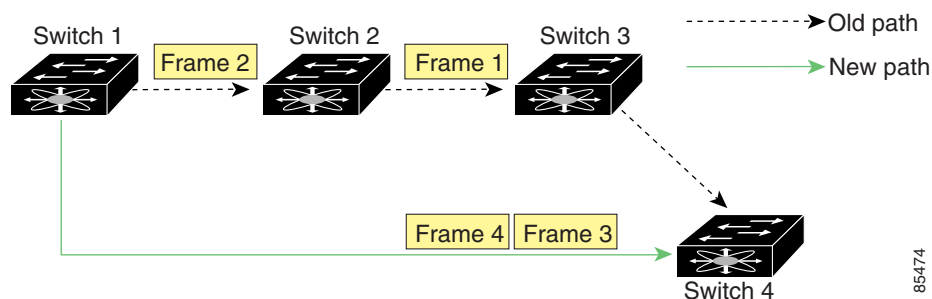 Switch 1
Switch 2
Switch 3
Old path
New path
Frame 2
Frame 1
Frame 4
Frame 3
Switch 4
85474